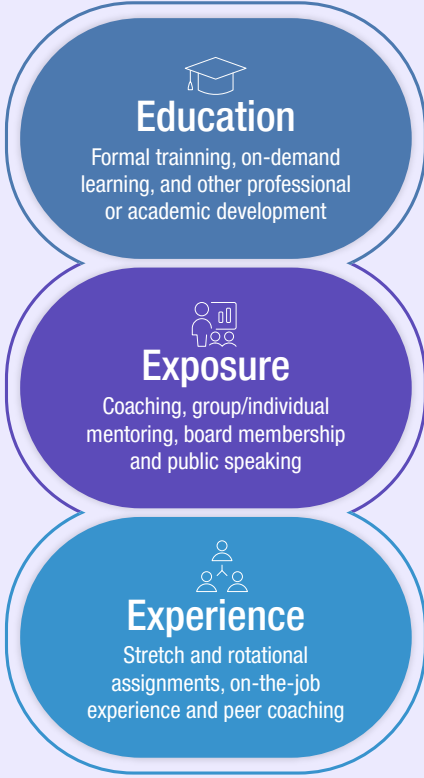 Education
Formal trainning, on-demand
learning, and other professional
or academic development
Exposure
Coaching, group/individual
mentoring, board membership
and public speaking
Experience
Stretch and rotational
assignments, on-the-job
experience and peer coaching